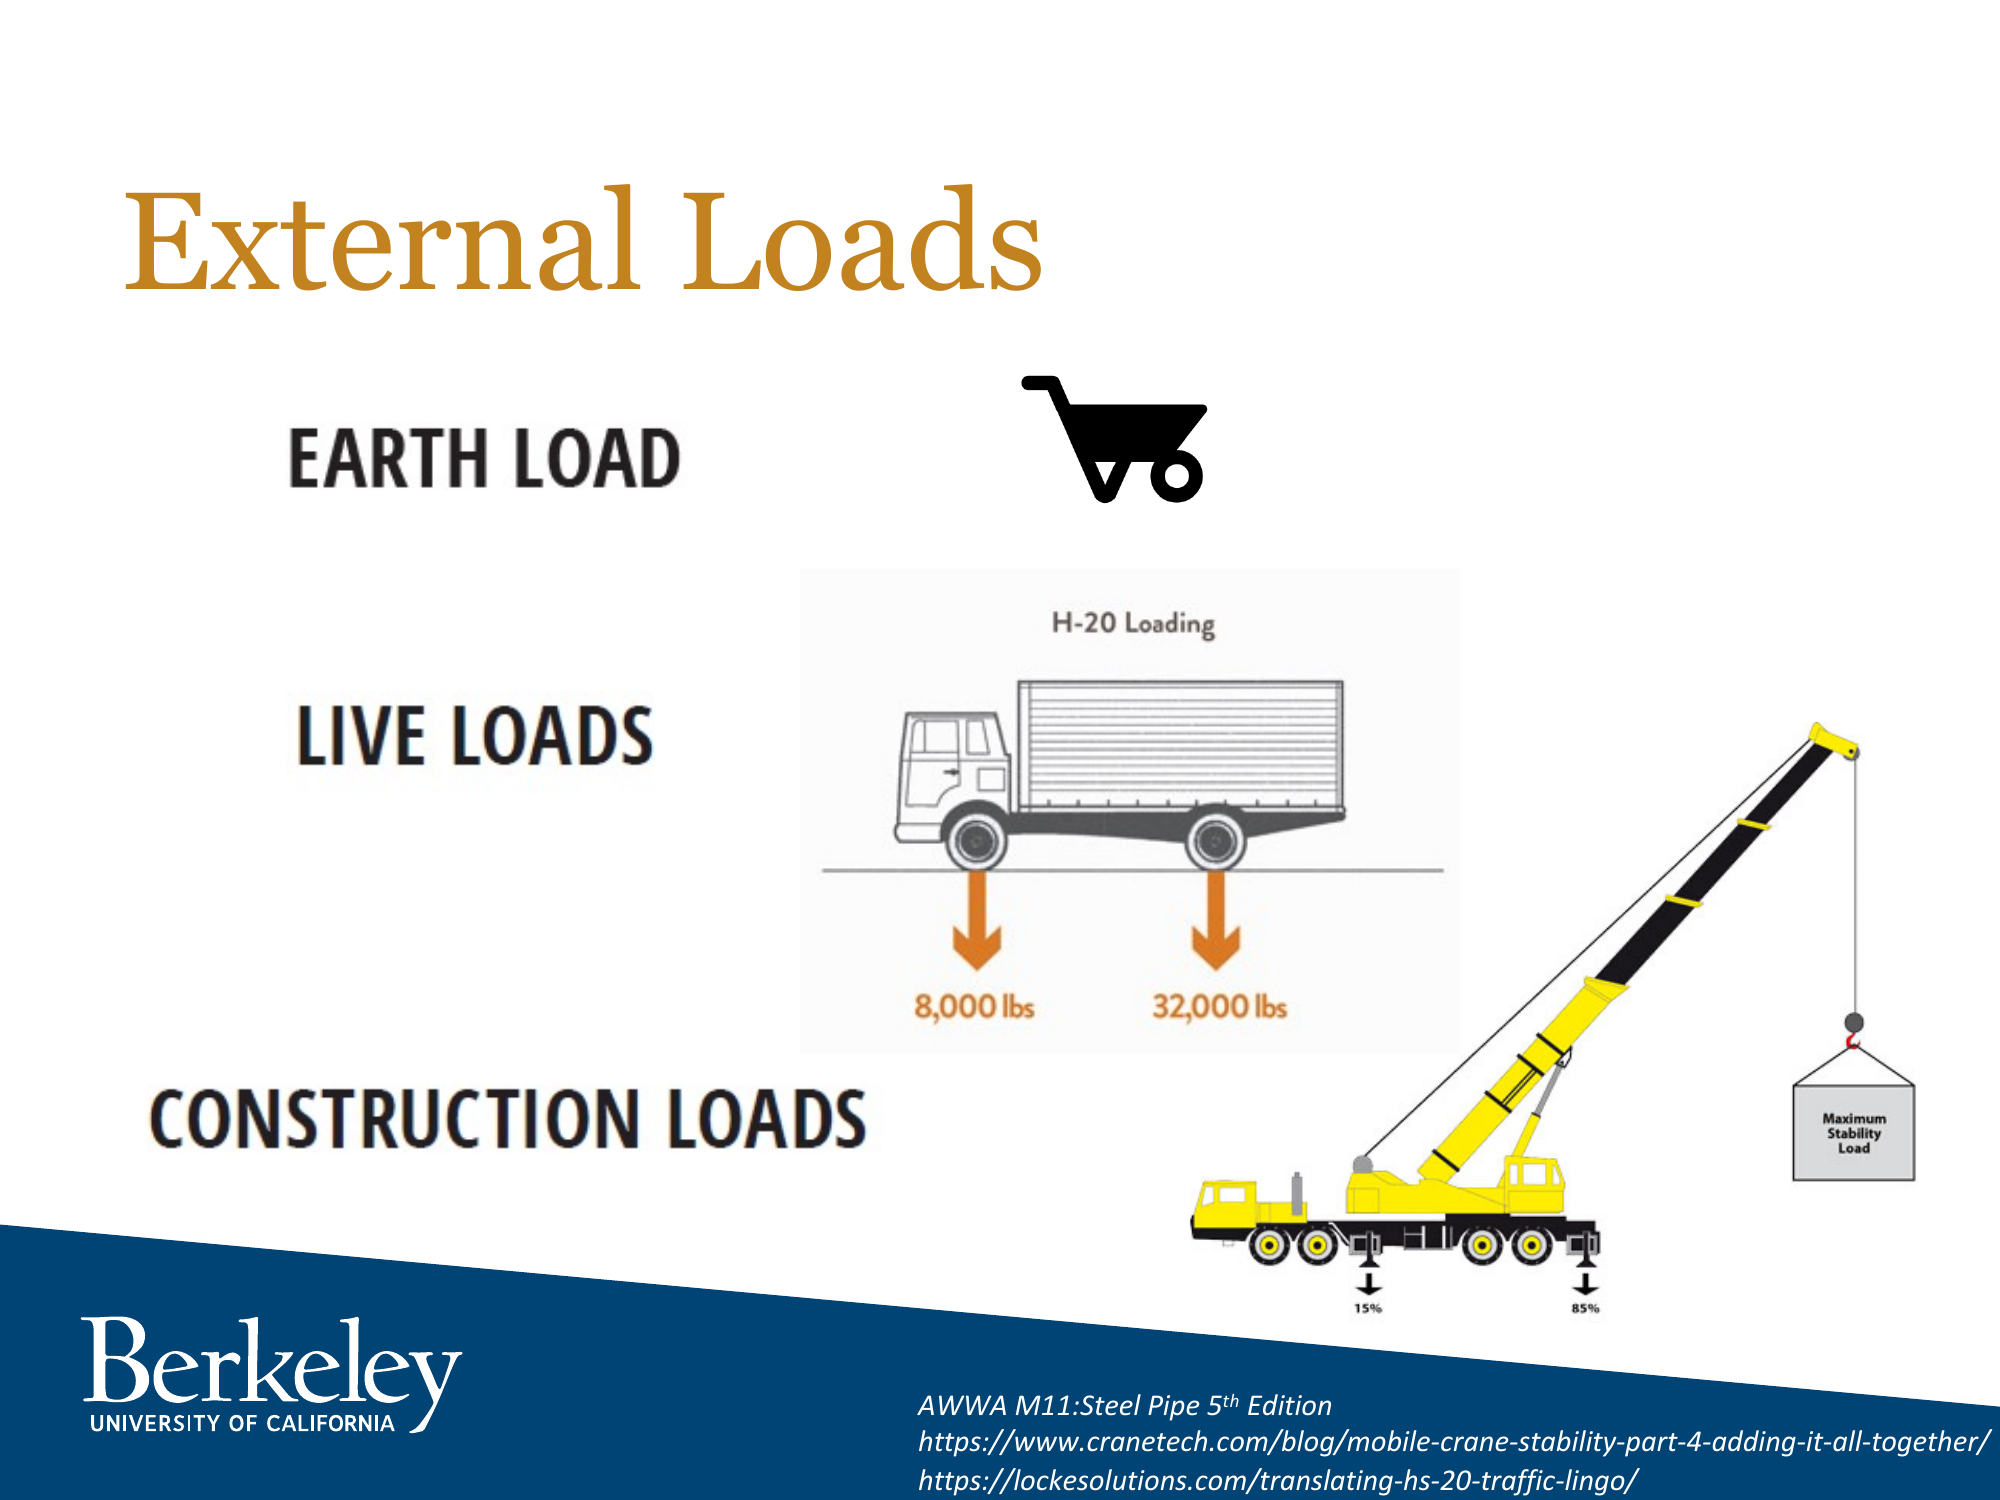 External Loads
EARTH LOAD
H-20 Loading
LIVE LOADS
8,000 lbs
32,000 lbs
CONSTRUCTION LOADS
Maximum
Stability
Load
15%
85%
Berkeley
UNIVERSITY OF CALIFORNIA
AWWA M11:Steel Pipe 5th Edition
https://www.cranetech.com/blog/mobile-crane-stability-part-4-adding-it-all-together/
https://lockesolutions.com/translating-hs-20-traffic-lingo/